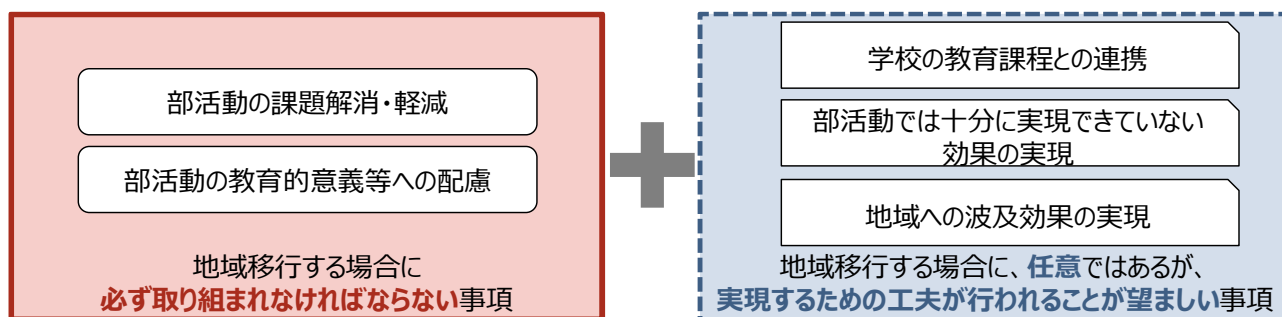 部活動の課題解消・軽減
部活動の教育的意義等への配慮
地域移行する場合に
必ず取り組まれなければならない事項
学校の教育課程との連携
部活動では十分に実現できていない
効果の実現
地域への波及効果の実現
地域移行する場合に、任意ではあるが、
実現するための工夫が行われることが望ましい事項